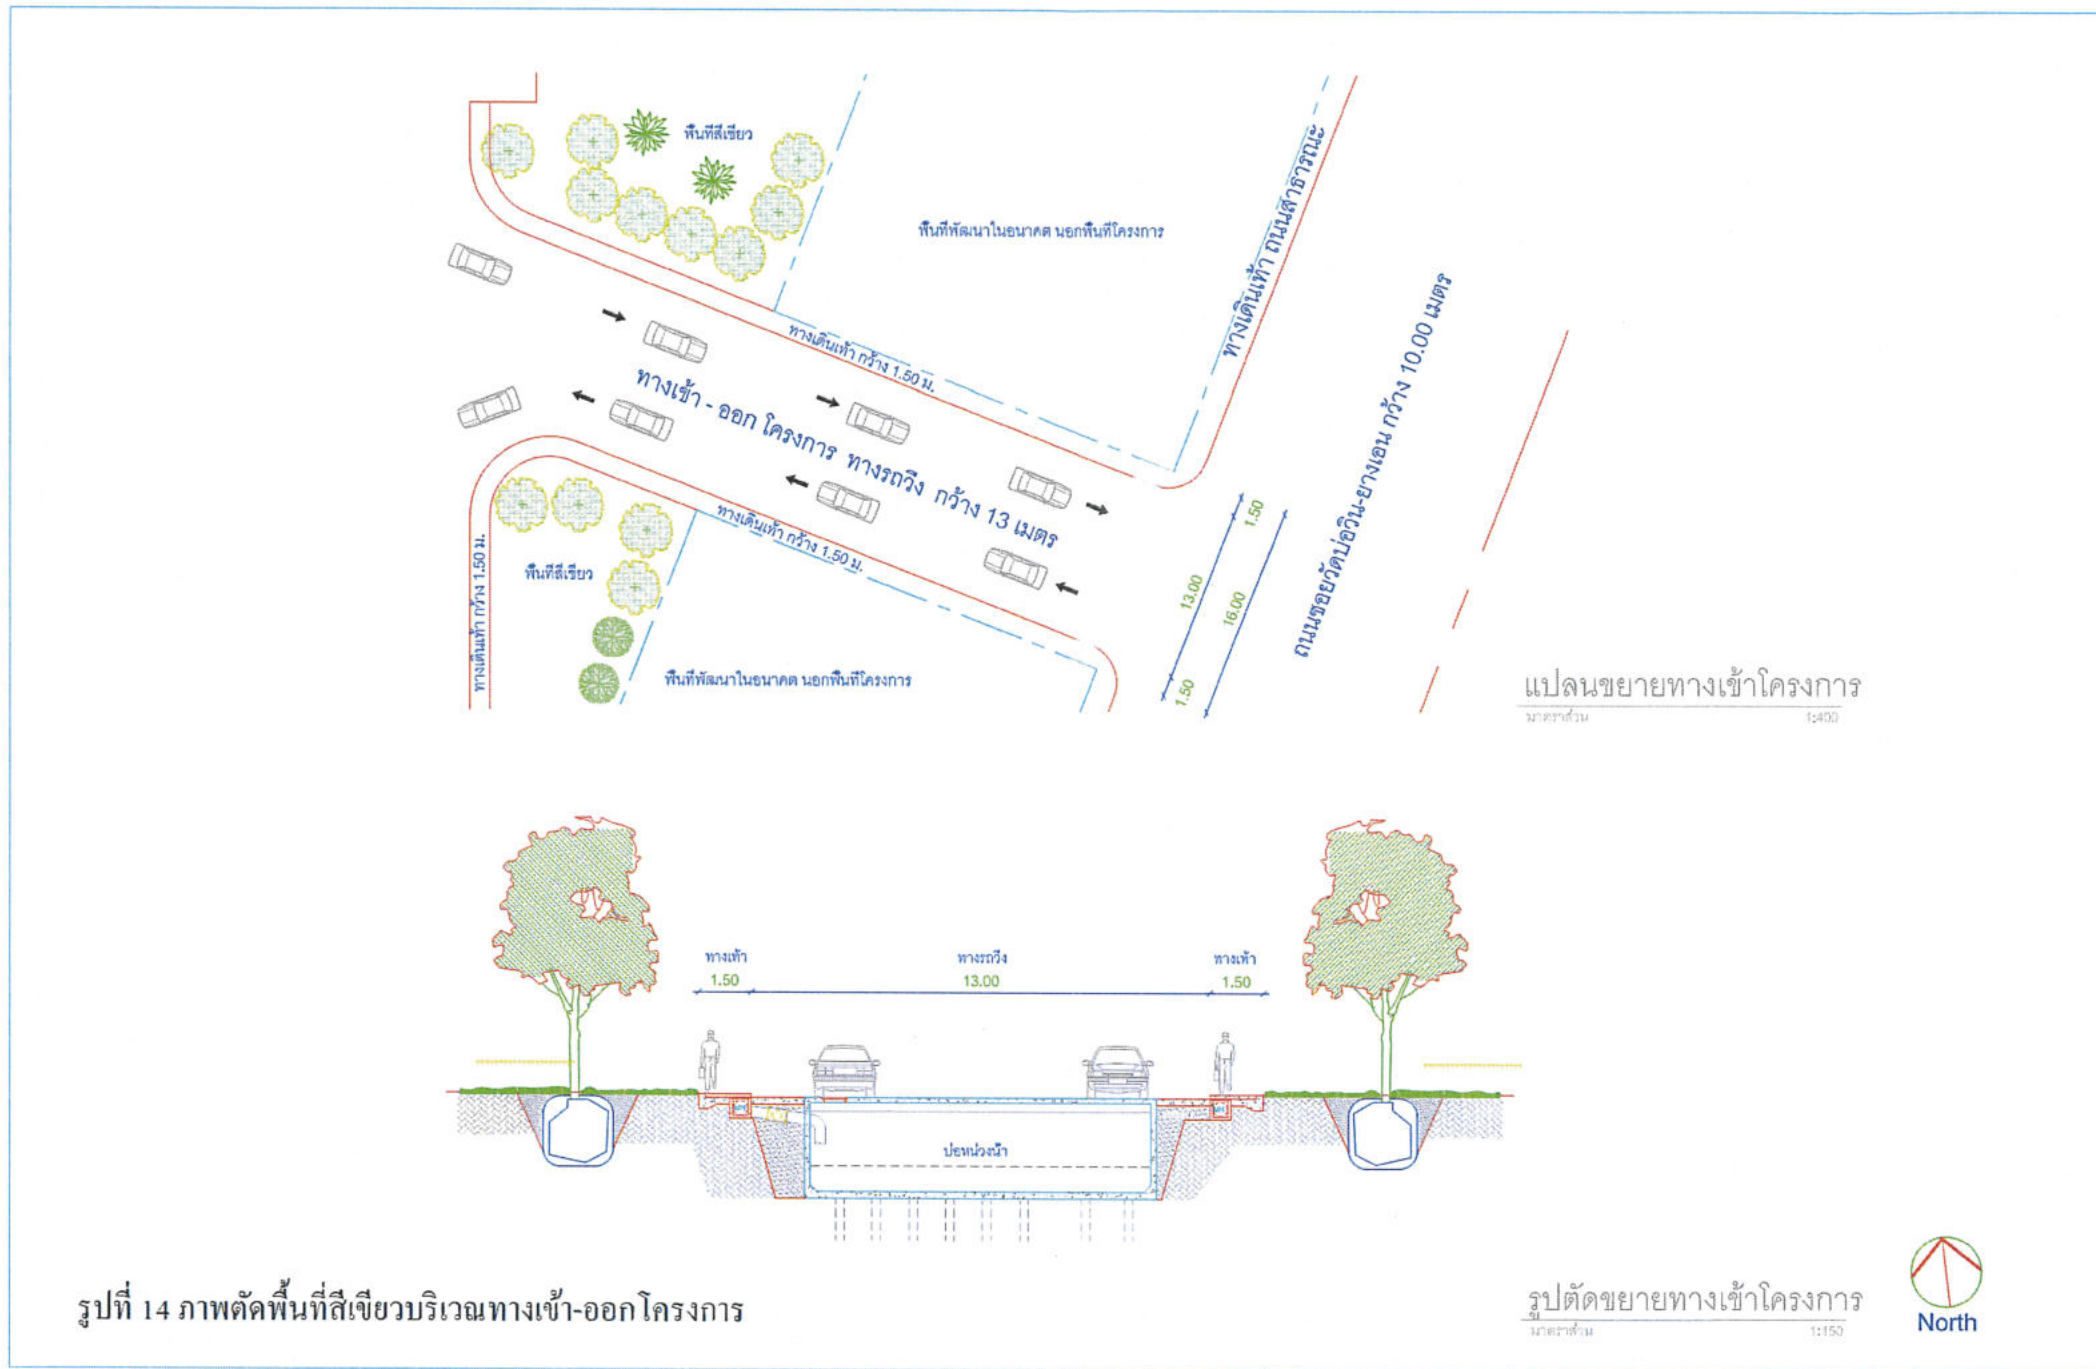 พื้นที่สีเขียว
พื้นที่พัฒนาในอนาคต นอกพื้นที่โครงการ
ทางเดินเท้า ถนนสาธารณะ
ทางเดินเท้า กว้าง 1.50 ม.
ทางเข้า - ออก โครงการ ทางรถวิ่ง กว้าง 13 เมตร
ถนนซอยวัดบ่อวิน-ยางเอน กว้าง 10.00 เมตร
ทางเดินเท้า กว้าง 1.50 ม.
1.50
13.00
16.00
1.50
พื้นที่สีเขียว
ทางเดินเท้า กว้าง 1.50 ม.
พื้นที่พัฒนาในอนาคต นอกพื้นที่โครงการ
แปลนขยายทางเข้าโครงการ
มาตราส่วน 1:400
ทางเท้า
1.50
ทางรถวิ่ง
13.00
ทางเท้า
1.50
บ่อหน่วงน้ำ
รูปที่ 14 ภาพตัดพื้นที่สีเขียวบริเวณทางเข้า-ออกโครงการ
รูปตัดขยายทางเข้าโครงการ
มาตราส่วน 1:150
North